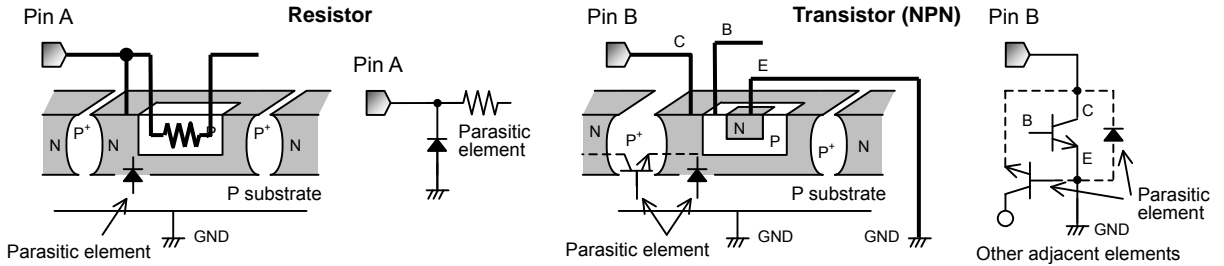 Resistor
Pin A
N
P+
N
P
P+
N
P substrate
Parasitic element
GND
Pin A
Parasitic
element
Transistor (NPN)
Pin B
C
B
E
N
P+
N
P
P+
N
P substrate
Parasitic element
GND
GND
Pin B
C
B
E
Parasitic
element
GND
Other adjacent elements